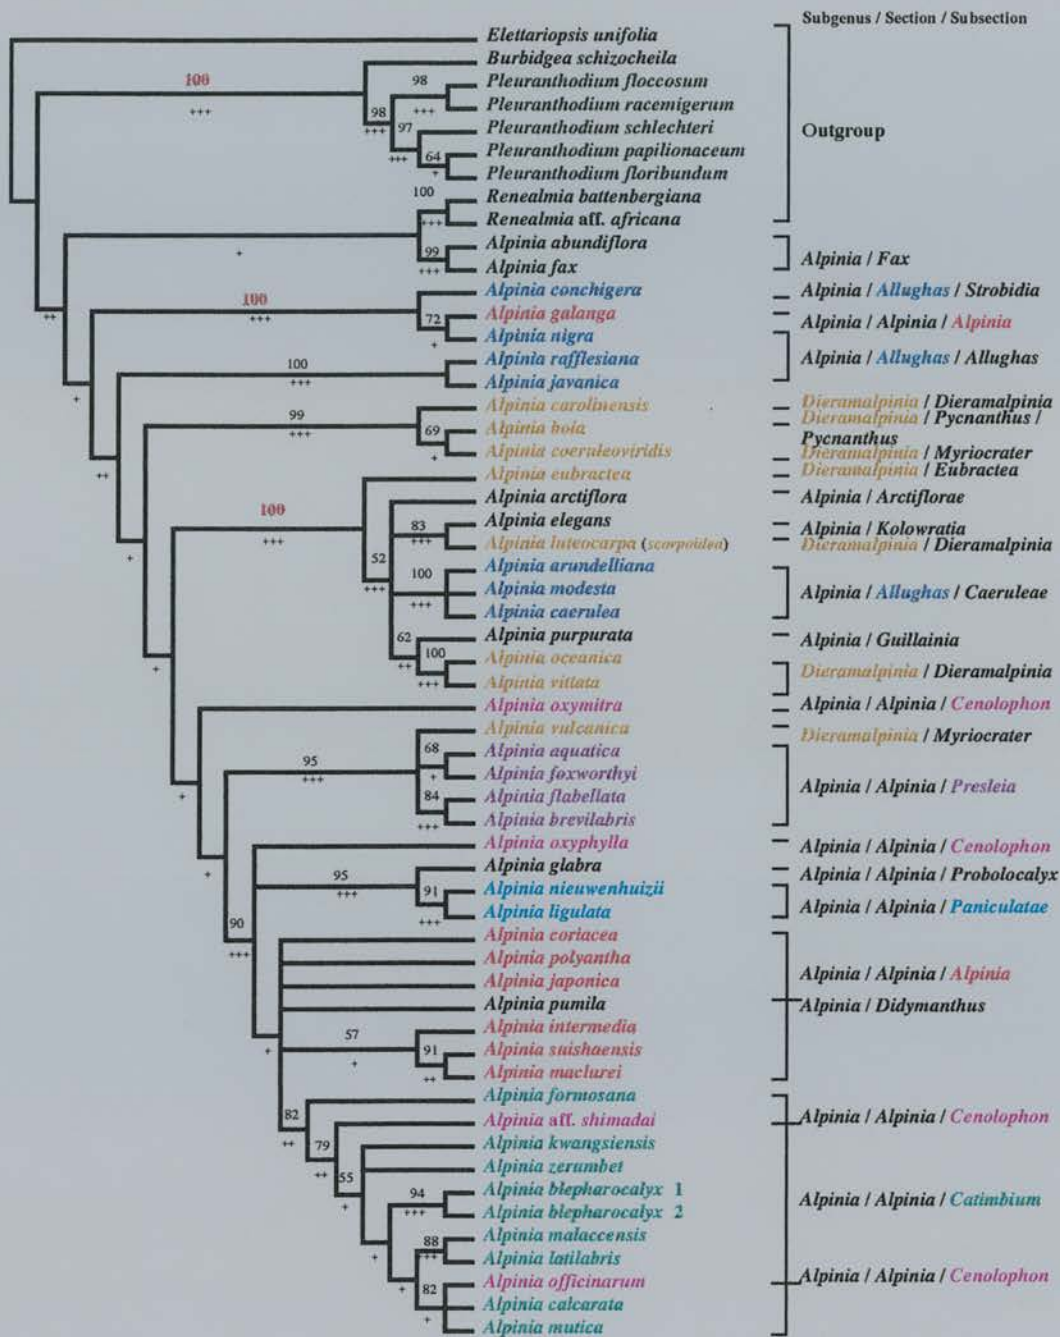 Subgenus / Section / Subsection
Elettariopsis unifolia
Burbidgea schizocheila
98 Pleuranthodium floccosum
100
+++ Pleuranthodium racemigerum
+++
98
Pleuranthodium schlechteri
Outgroup
+++ 97
Pleuranthodium papilionaceum
+++ 64
+ Pleuranthodium floribundum
100 Renealmia battenbergiana
+++ Renealmia aff. africana
Alpinia abundiflora
+ 99
Alpinia / Fax
+++ Alpinia fax
Alpinia conchigera Alpinia / Allughas / Strobidia
100
++ +++ 72 Alpinia galanga Alpinia / Alpinia / Alpinia
+ Alpinia nigra
100 Alpinia rafflesiana Alpinia / Allughas / Allughas
+++ Alpinia javanica
+
Alpinia carolinensis Dieramalpinia / Dieramalpinia
99 Dieramalpinia / Pycnanthus /
+++ 69 Alpinia boia Pycnanthus
++ + Alpinia coeruleoviridis Dieramalpinia / Myriocrater
Alpinia eubractea Dieramalpinia / Eubractea
Alpinia arctiflora Alpinia / Arctiflorae
100
+ +++ 83 Alpinia elegans Alpinia / Kolowratia
+++ Alpinia luteocarpa (scorpoidea) Dieramalpinia / Dieramalpinia
52
+++ 100 Alpinia arundelliana
Alpinia modesta Alpinia / Allughas / Caeruleae
+++ Alpinia caerulea
62 Alpinia purpurata Alpinia / Guillainia
+ ++ 100 Alpinia oceanica
Dieramalpinia / Dieramalpinia
+++ Alpinia vittata
Alpinia oxymitra Alpinia / Alpinia / Cenolophon
Alpinia vulcanica Dieramalpinia / Myriocrater
95 68 Alpinia aquatica
+++ + Alpinia foxworthyi
Alpinia / Alpinia / Presleia
+ 84 Alpinia flabellata
+++ Alpinia brevilabris
Alpinia oxyphylla Alpinia / Alpinia / Cenolophon
+ 95 Alpinia glabra Alpinia / Alpinia / Probolocalyx
+++ 91 Alpinia nieuwenhuizii
Alpinia / Alpinia / Paniculatae
+++ Alpinia ligulata
90
+++ Alpinia coriacea
Alpinia polyantha
Alpinia / Alpinia / Alpinia
Alpinia japonica
Alpinia pumila Alpinia / Didymanthus
57 Alpinia intermedia
+ + 91 Alpinia suishaensis
++ Alpinia maclurei
Alpinia formosana
82
++ Alpinia aff. shimadai Alpinia / Alpinia / Cenolophon
79
++ Alpinia kwangsiensis
55 Alpinia zerumbet
+ 94 Alpinia blepharocalyx 1
Alpinia / Alpinia / Catimbium
+++ Alpinia blepharocalyx 2
+ 88 Alpinia malaccensis
+++ Alpinia latilabris
+ Alpinia / Alpinia / Cenolophon
82 Alpinia officinarum
Alpinia calcarata
+ Alpinia mutica